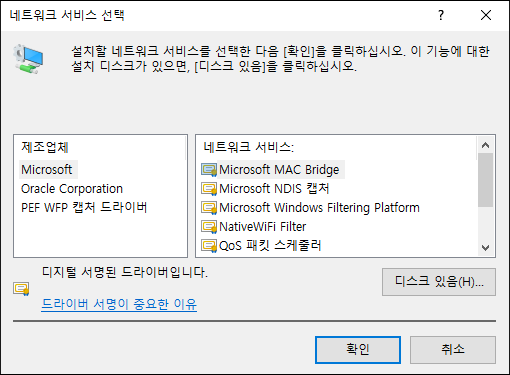 네트워크 서비스 선택
?
설치할 네트워크 서비스를 선택한 다음 [확인]을 클릭하십시오. 이 기능에 대한
설치 디스크가 있으면, [디스크 있음]을 클릭하십시오.
제조업체
Microsoft
Oracle Corporation
PEF WFP 캡처 드라이버
네트워크 서비스:
Microsoft MAC Bridge
Microsoft NDIS 캡처
Microsoft Windows Filtering Platform
NativeWiFi Filter
QoS 패킷 스케줄러
디지털 서명된 드라이버입니다.
드라이버 서명이 중요한 이유
디스크 있음(H)...
확인
취소